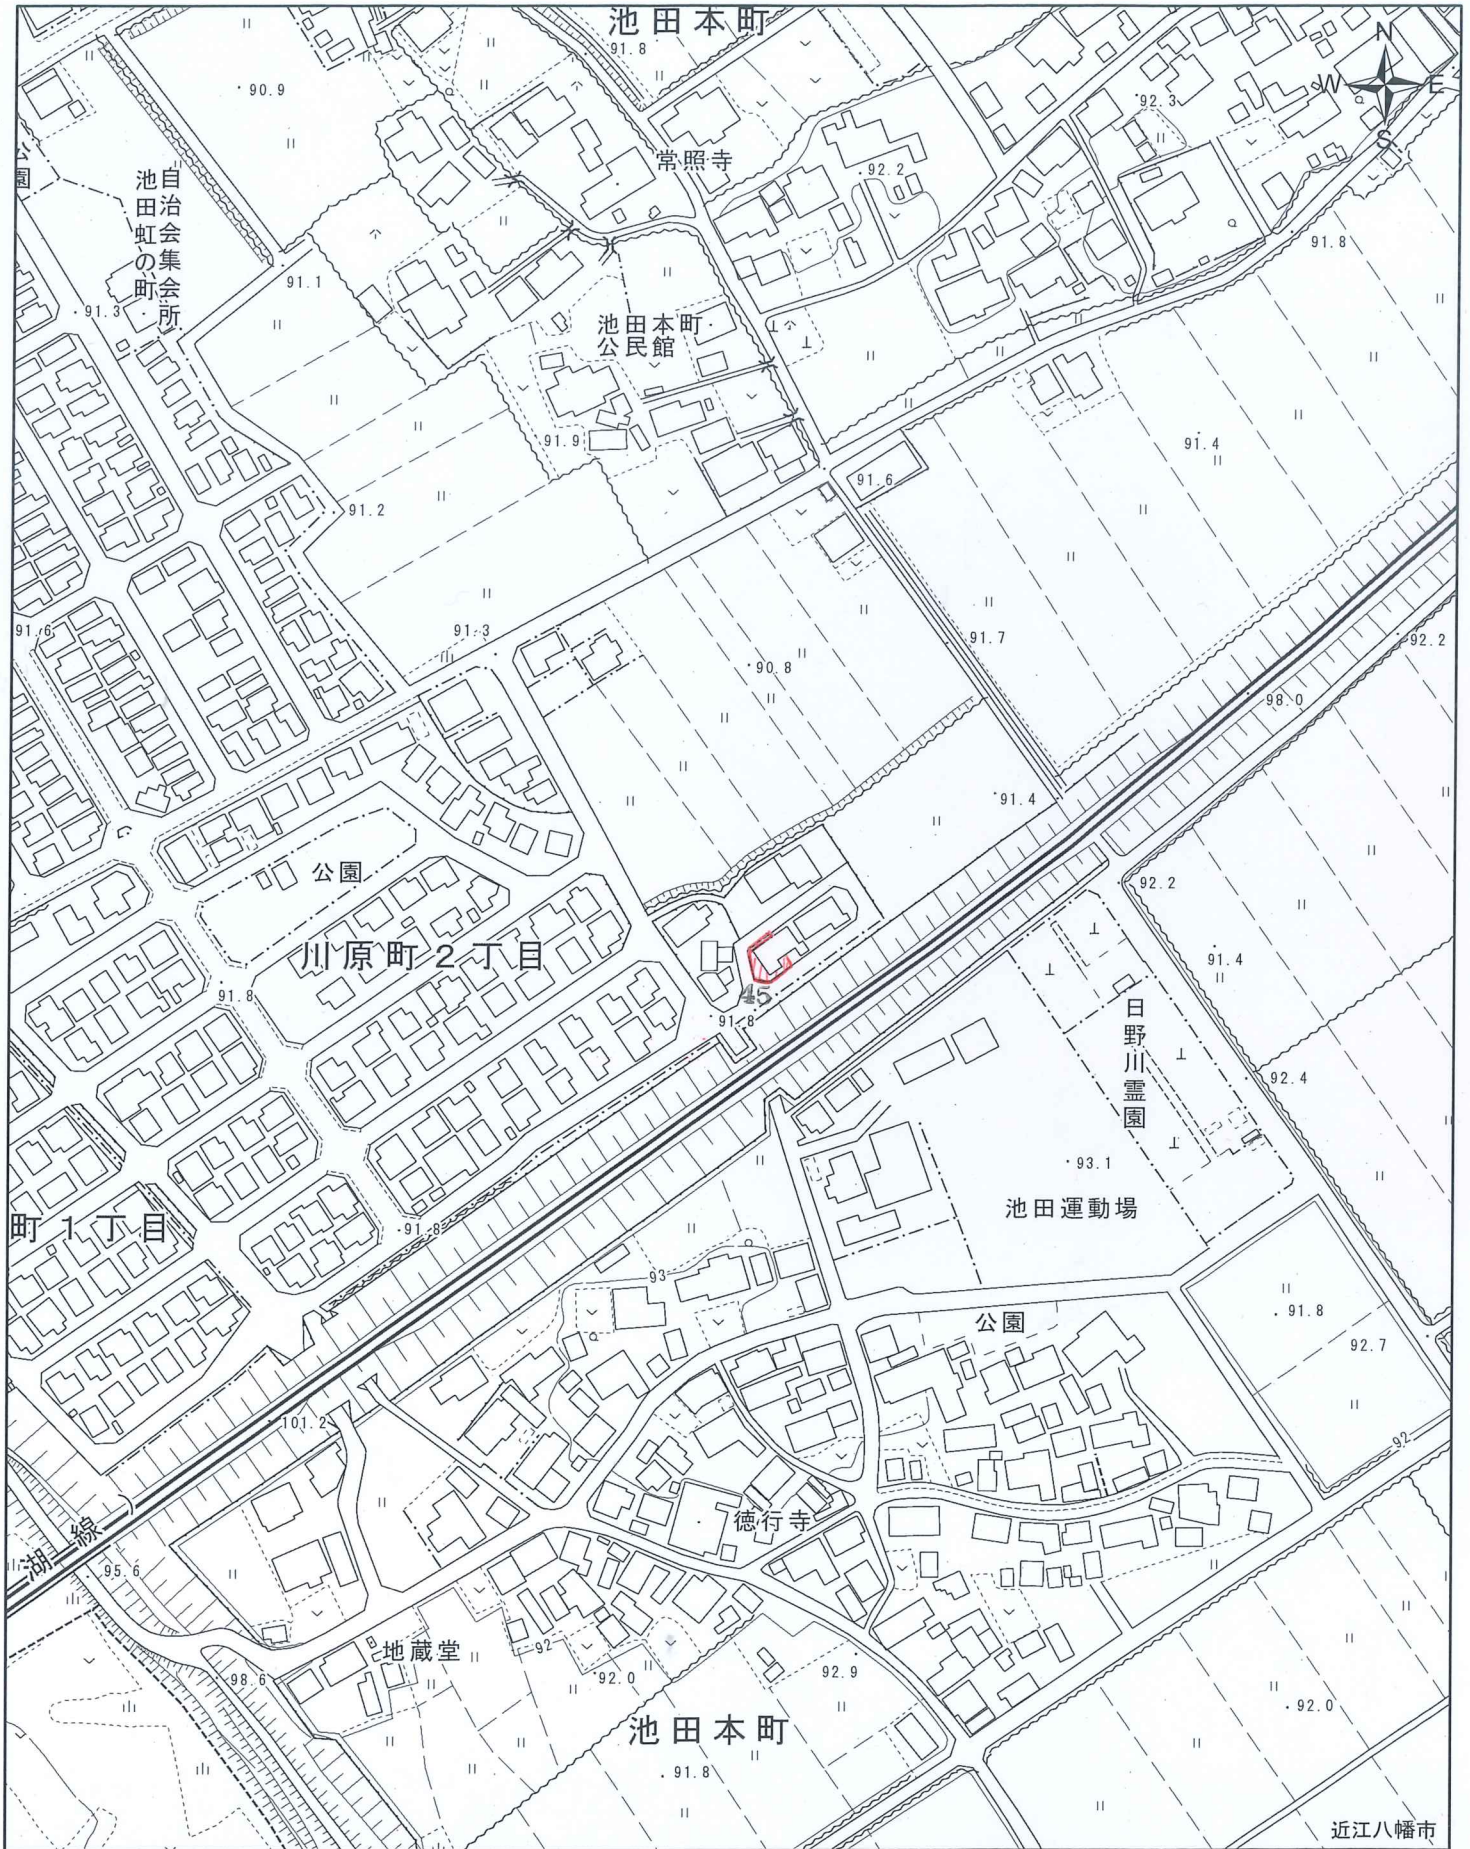 池田本町
91.8
N
W
E
S
90.9
92.3
公園
常照寺
92.2
自治会集会所
池田虹の町
91.8
91.1
91.3
池田本町
公民館
91.9
91.4
91.6
91.2
91.6
91.3
91.7
92.2
90.8
98.0
91.4
公園
92.2
川原町2丁目
91.4
91.8
45
91.8
日野川霊園
92.4
93.1
池田運動場
町1丁目
91.8
93
91.8
公園
92.7
101.2
92
徳行寺
湖線
95.6
地蔵堂
92
98.6
92.0
92.9
92.0
池田本町
91.8
近江八幡市